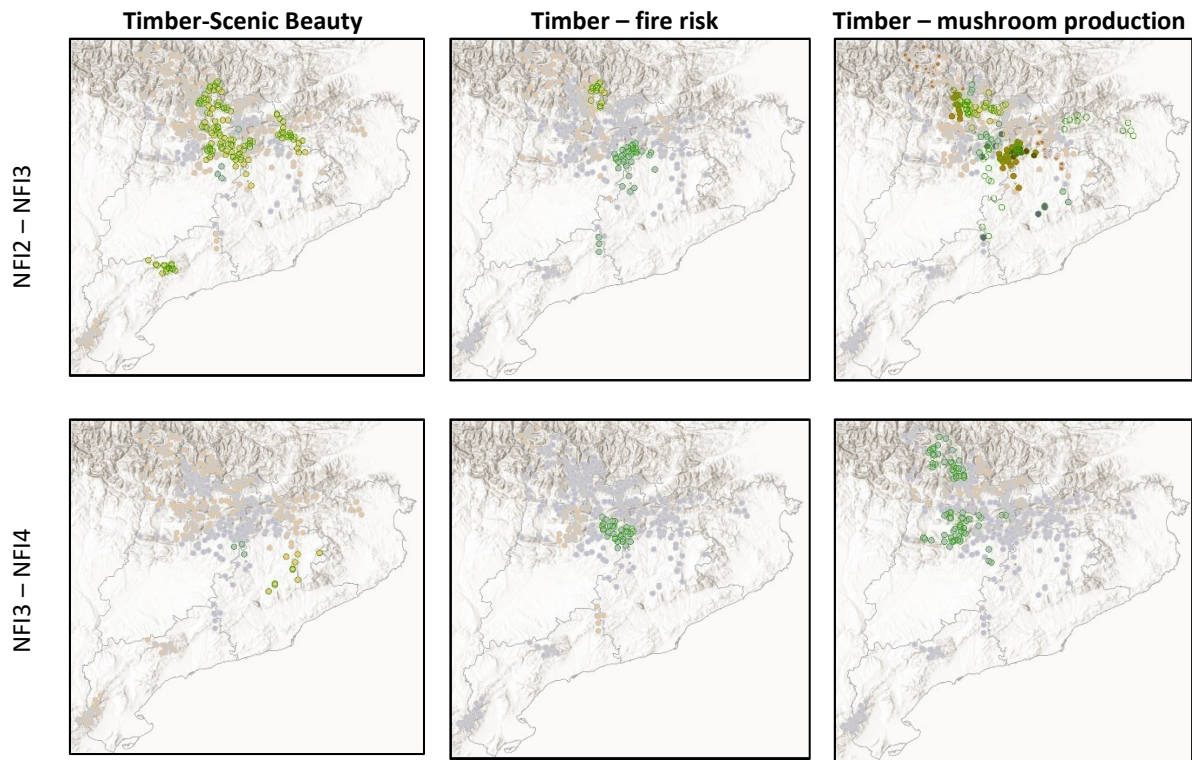 Timber-Scenic Beauty
Timber – fire risk
Timber – mushroom production
NFI2 – NFI3
NFI3 – NFI4